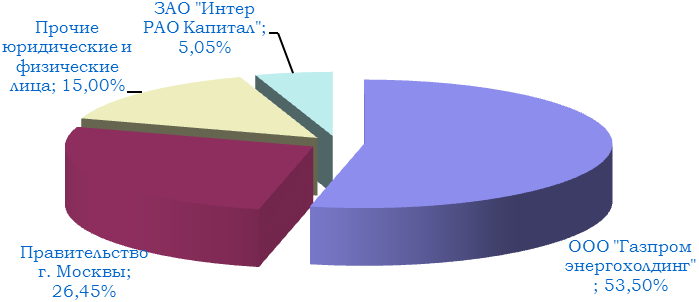 ЗАО "Интер
РАО Капитал";
5,05%
Прочие
юридические и
физические
лица; 15,00%
Правительство
г. Москвы;
26,45%
ООО "Газпром
энергохолдинг"
; 53,50%